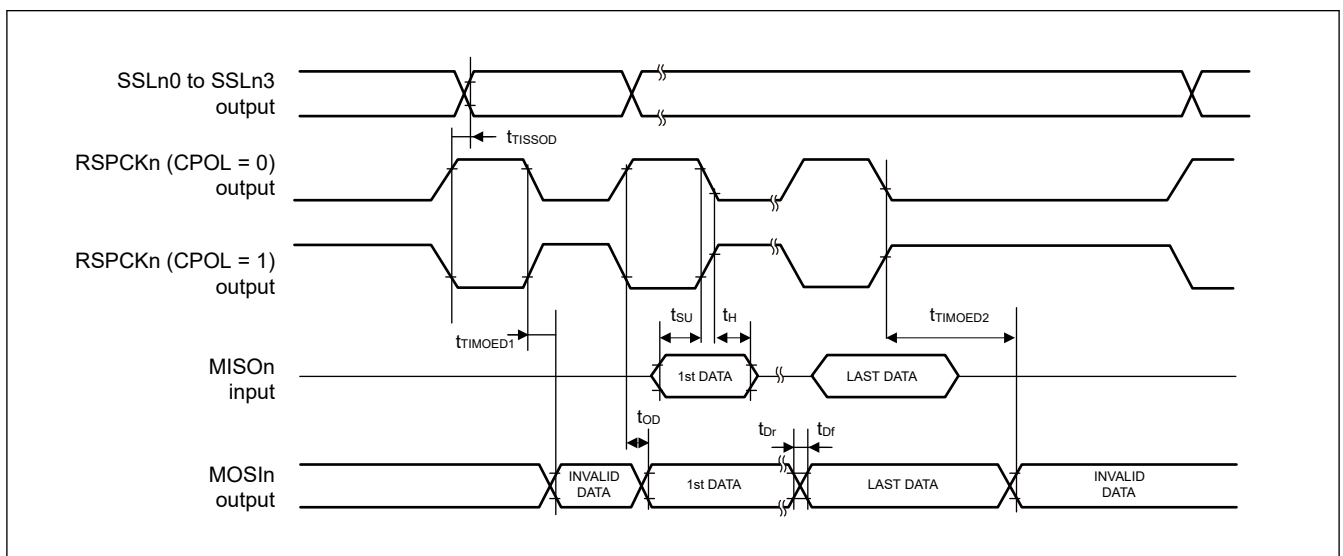 SSLn0 to SSLn3
output
tTISSOD
RSPCKn (CPOL = 0)
output
RSPCKn (CPOL = 1)
output
tSU
tH
tTIMOED2
tTIMOED1
MISOn
input
1st DATA
LAST DATA
tOD
tDr
tDf
MOSIn
output
INVALID
DATA
1st DATA
LAST DATA
INVALID
DATA